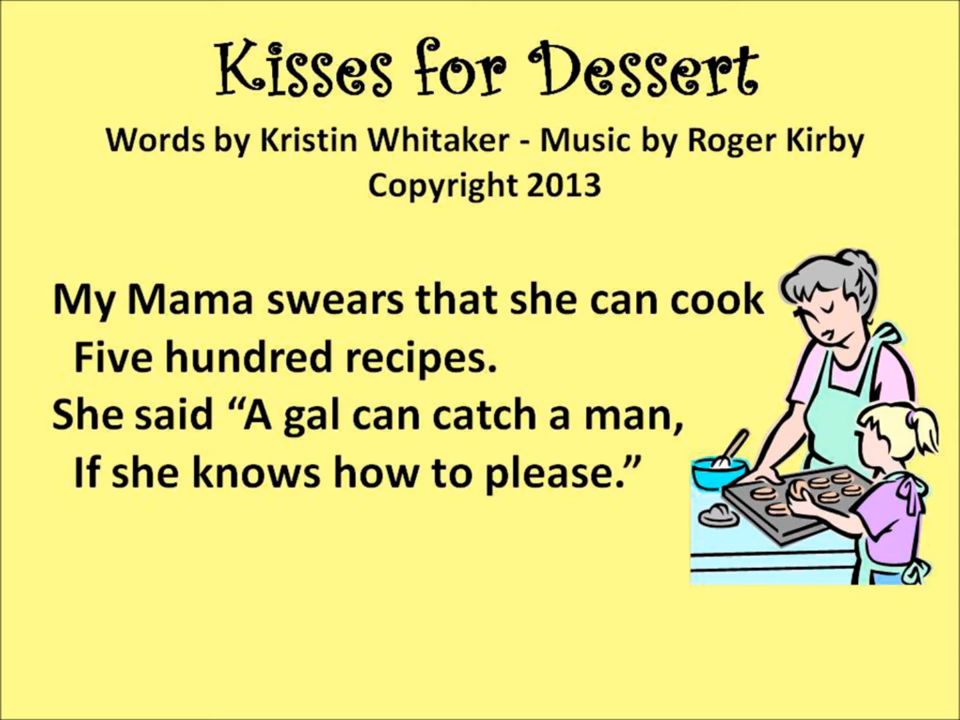 Kisses for Dessert
Words by Kristin Whitaker - Music by Roger Kirby
Copyright 2013
My Mama swears that she can cook
Five hundred recipes.
She said “A gal can catch a man,
If she knows how to please.”